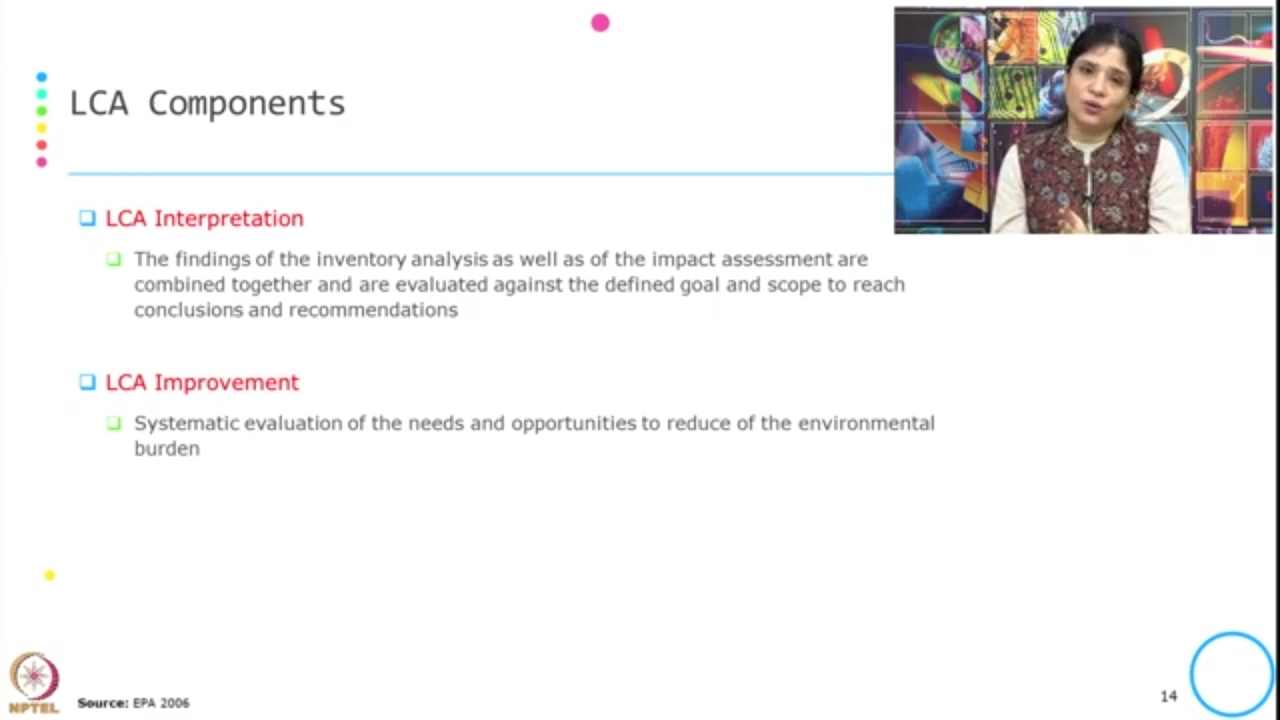 LCA Components
LCA Interpretation
The findings of the inventory analysis as well as of the impact assessment are
combined together and are evaluated against the defined goal and scope to reach
conclusions and recommendations
LCA Improvement
Systematic evaluation of the needs and opportunities to reduce of the environmental
burden
NPTEL
Source: EPA 2006
14